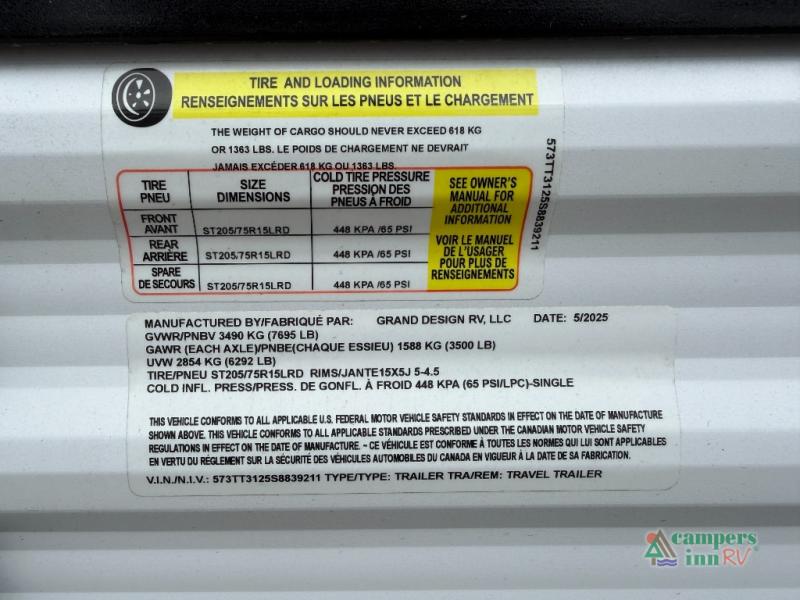 TIRE AND LOADING INFORMATION
RENSEIGNEMENTS SUR LES PNEUS ET LE CHARGEMENT
THE WEIGHT OF CARGO SHOULD NEVER EXCEED 618 KG
OR 1363 LBS. LE POIDS DE CHARGEMENT NE DEVRAIT
JAMAIS EXCÉDER 618 KG OU 1363 LBS.
TIRE
PNEU
SIZE
DIMENSIONS
COLD TIRE PRESSURE
PRESSION DES
PNEUS À FROID
SEE OWNER'S
MANUAL FOR
ADDITIONAL
INFORMATION
VOIR LE MANUEL
DE L'USAGER
POUR PLUS DE
RENSEIGNEMENTS
FRONT
AVANT
ST205/75R15LRD
448 KPA /65 PSI
REAR
ARRIÈRE
ST205/75R15LRD
448 KPA /65 PSI
SPARE
DE SECOURS
ST205/75R15LRD
448 KPA /65 PSI
573TT3125S8839211
MANUFACTURED BY/FABRIQUÉ PAR: GRAND DESIGN RV, LLC DATE: 5/2025
GVWR/PNBV 3490 KG (7695 LB)
GAWR (EACH AXLE)/PNBE(CHAQUE ESSIEU) 1588 KG (3500 LB)
UVW 2854 KG (6292 LB)
TIRE/PNEU ST205/75R15LRD RIMS/JANTE15X5J 5-4.5
COLD INFL. PRESS/PRESS. DE GONFL. À FROID 448 KPA (65 PSI/LPC)-SINGLE
THIS VEHICLE CONFORMS TO ALL APPLICABLE U.S. FEDERAL MOTOR VEHICLE SAFETY STANDARDS IN EFFECT ON THE DATE OF MANUFACTURE
SHOWN ABOVE. THIS VEHICLE CONFORMS TO ALL APPLICABLE STANDARDS PRESCRIBED UNDER THE CANADIAN MOTOR VEHICLE SAFETY
REGULATIONS IN EFFECT ON THE DATE OF MANUFACTURE. ~ CE VÉHICULE EST CONFORME À TOUTES LES NORMES QUI LUI SONT APPLICABLES
EN VERTU DU RÉGLEMENT SUR LA SÉCURITÉ DES VÉHICULES AUTOMOBILES DU CANADA EN VIGUEUR À LA DATE DE SA FABRICATION.
V.I.N./N.I.V.: 573TT3125S8839211 TYPE/TYPE: TRAILER TRA/REM: TRAVEL TRAILER
campers
inn RV